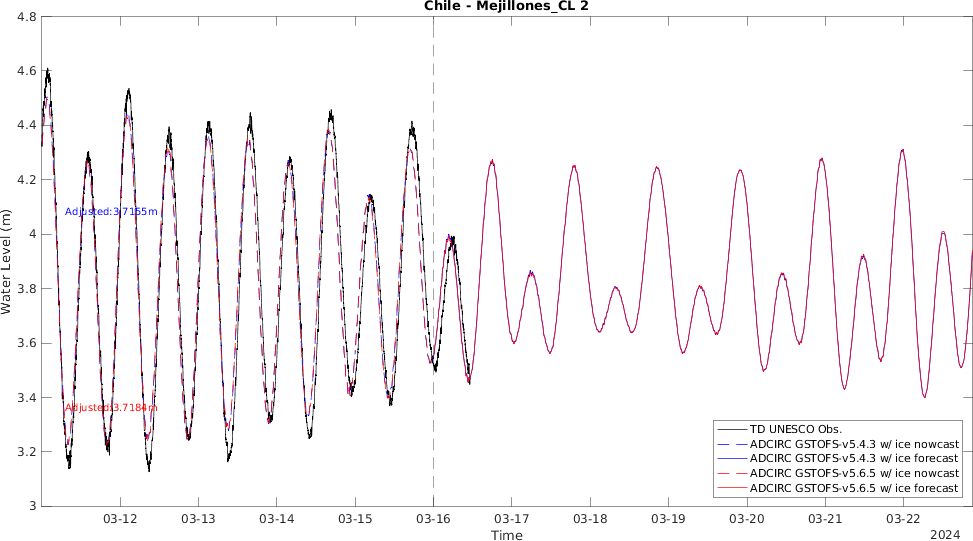 Chile - Mejillones_CL 2
4.8
4.6
4.4
4.2
4
3.8
3.6
3.4
3.2
3
Water Level (m)
Adjusted:3.7165m
Adjusted:3.7184m
TD UNESCO Obs.
ADCIRC GSTOFS-v5.4.3 w/ ice nowcast
ADCIRC GSTOFS-v5.4.3 w/ ice forecast
ADCIRC GSTOFS-v5.6.5 w/ ice nowcast
ADCIRC GSTOFS-v5.6.5 w/ ice forecast
03-12 03-13 03-14 03-15 03-16 03-17 03-18 03-19 03-20 03-21 03-22
Time
2024